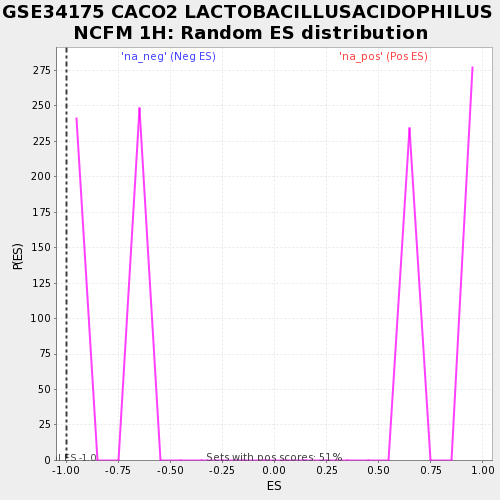 GSE34175 CACO2 LACTOBACILLUSACIDOPHILUS
NCFM 1H: Random ES distribution
'na_neg' (Neg ES)
'na_pos' (Pos ES)
275
250
225
200
175
150
125
100
75
50
25
0
P(ES)
ES -1.0
Sets with pos scores: 51%
-1.00 -0.75 -0.50 -0.25 0.00 0.25 0.50 0.75 1.00
ES